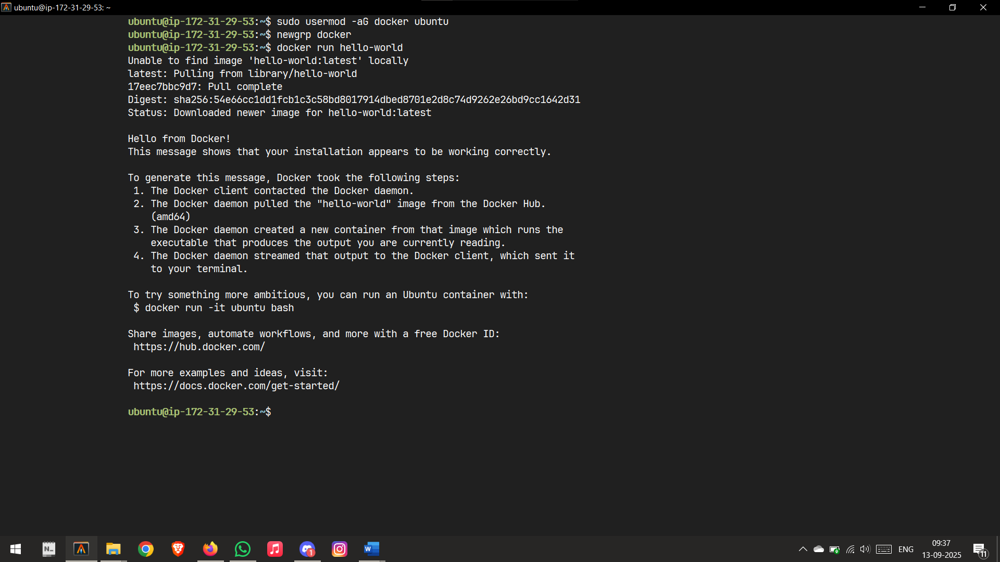 ubuntu@ip-172-31-29-53: ~
ubuntu@ip-172-31-29-53:~$ sudo usermod -aG docker ubuntu
ubuntu@ip-172-31-29-53:~$ newgrp docker
ubuntu@ip-172-31-29-53:~$ docker run hello-world
Unable to find image 'hello-world:latest' locally
latest: Pulling from library/hello-world
17eec7bbc9d7: Pull complete
Digest: sha256:54e66cc1dd1fcb1c3c58bd8017914dbed8701e2d8c74d9262e26bd9cc1642d31
Status: Downloaded newer image for hello-world:latest

Hello from Docker!
This message shows that your installation appears to be working correctly.

To generate this message, Docker took the following steps:
 1. The Docker client contacted the Docker daemon.
 2. The Docker daemon pulled the "hello-world" image from the Docker Hub.
    (amd64)
 3. The Docker daemon created a new container from that image which runs the
    executable that produces the output you are currently reading.
 4. The Docker daemon streamed that output to the Docker client, which sent it
    to your terminal.

To try something more ambitious, you can run an Ubuntu container with:
 $ docker run -it ubuntu bash

Share images, automate workflows, and more with a free Docker ID:
 https://hub.docker.com/

For more examples and ideas, visit:
 https://docs.docker.com/get-started/

ubuntu@ip-172-31-29-53:~$
N_
1
W
ENG
09:37
13-09-2025
11